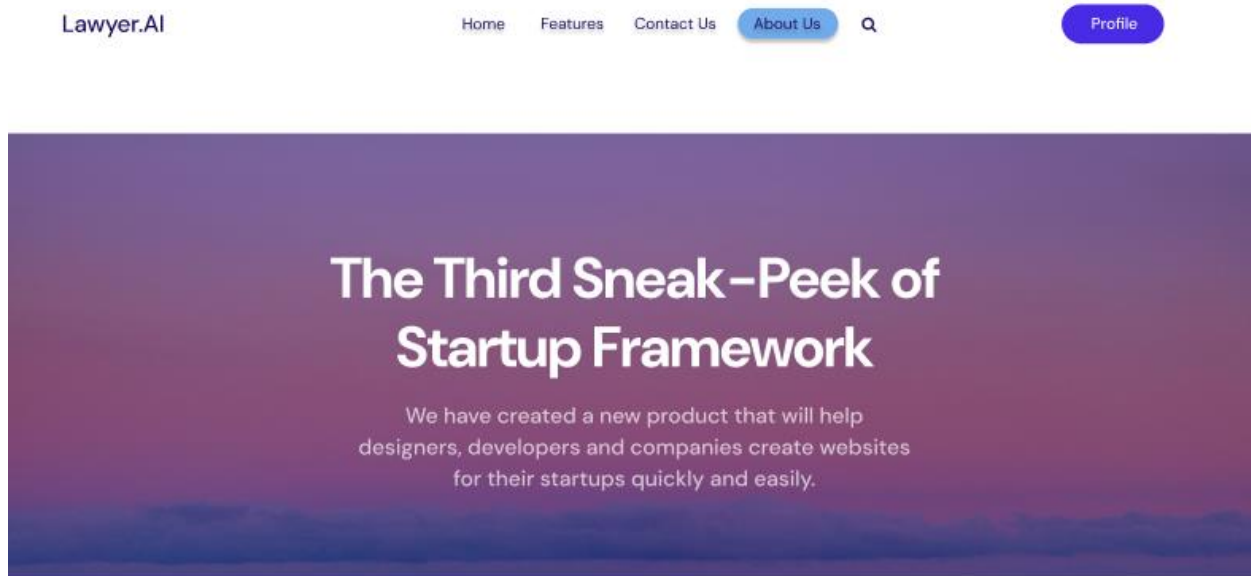 Lawyer.AI Home Features Contact Us About Us Profile
The Third Sneak-Peek of
Startup Framework
We have created a new product that will help
designers, developers and companies create websites
for their startups quickly and easily.